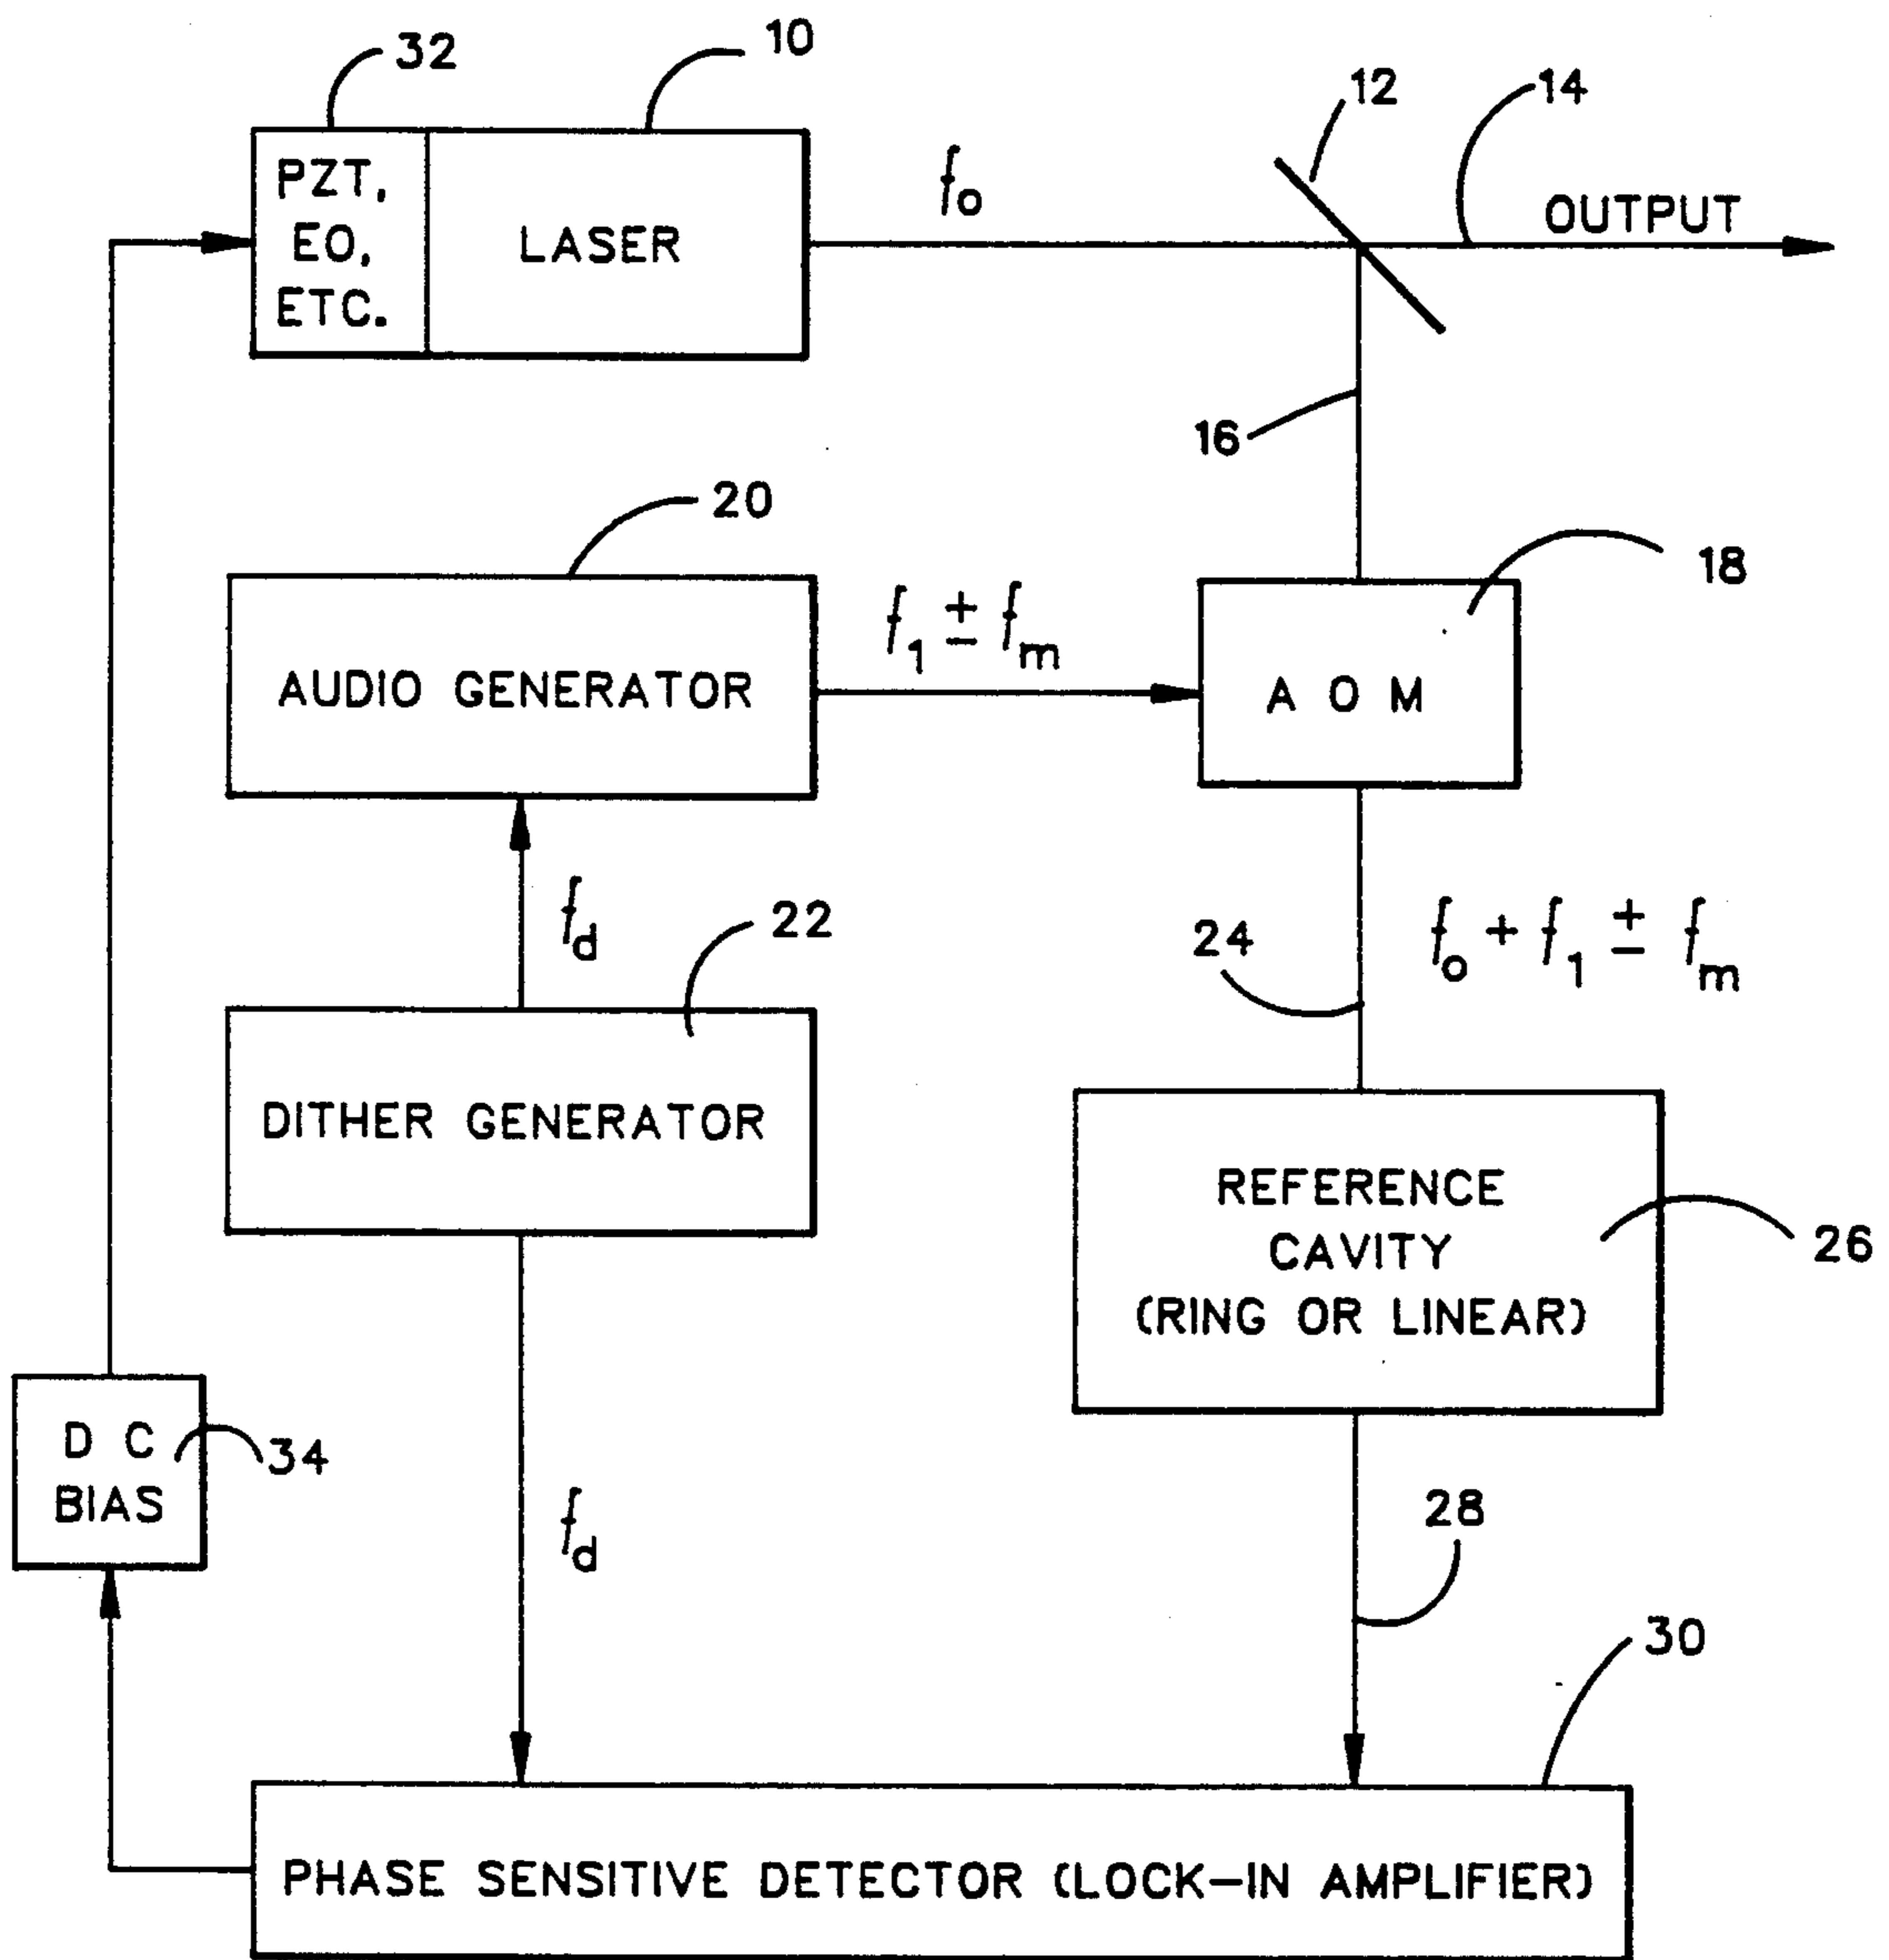 32
10
12
14
PZT,
EO,
ETC.
LASER
f₀
OUTPUT
16
20
18
AUDIO GENERATOR
f₁ ± fₘ
A O M
f_d
22
24
f₀ + f₁ ± fₘ
DITHER GENERATOR
REFERENCE
CAVITY
(RING OR LINEAR)
26
D C
BIAS
34
f_d
28
30
PHASE SENSITIVE DETECTOR (LOCK-IN AMPLIFIER)